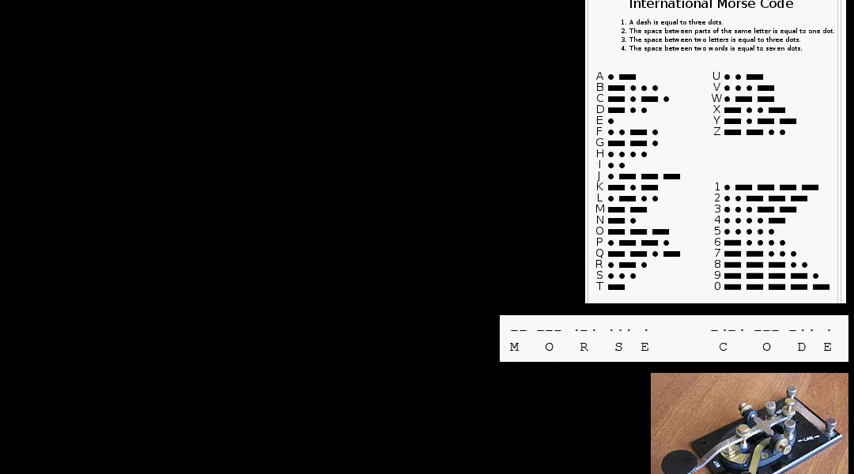 International Morse Code
1. A dash is equal to three dots.
2. The space between parts of the same letter is equal to one dot.
3. The space between two letters is equal to three dots.
4. The space between two words is equal to seven dots.
A U
B V
C W
D X
E Y
F Z
G
H
I
J
K 1
L 2
M 3
N 4
O 5
P 6
Q 7
R 8
S 9
T 0
-- --- .-. ... . -.-. --- -.. .
M O R S E C O D E
LINE